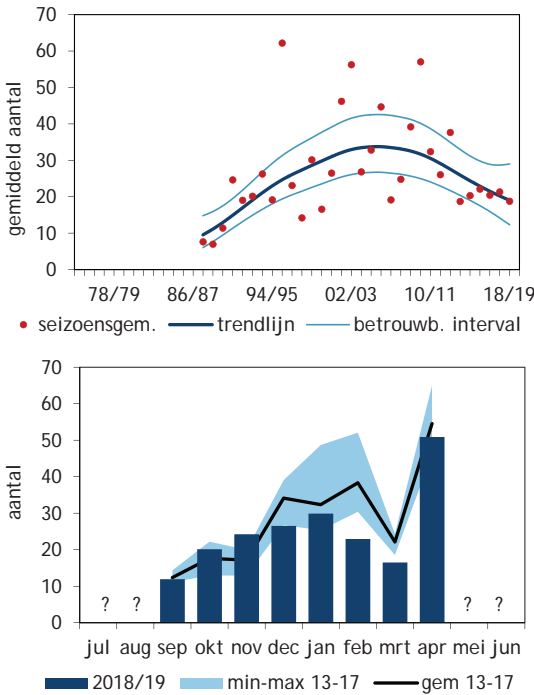 70
60
50
40
30
20
10
0
gemiddeld aantal
78/79 86/87 94/95 02/03 10/11 18/19
seizoensgem. trendlijn betrouwb. interval
70
60
50
40
30
20
10
0
aantal
? ? ? ?
jul aug sep okt nov dec jan feb mrt apr mei jun
2018/19 min-max 13-17 gem 13-17